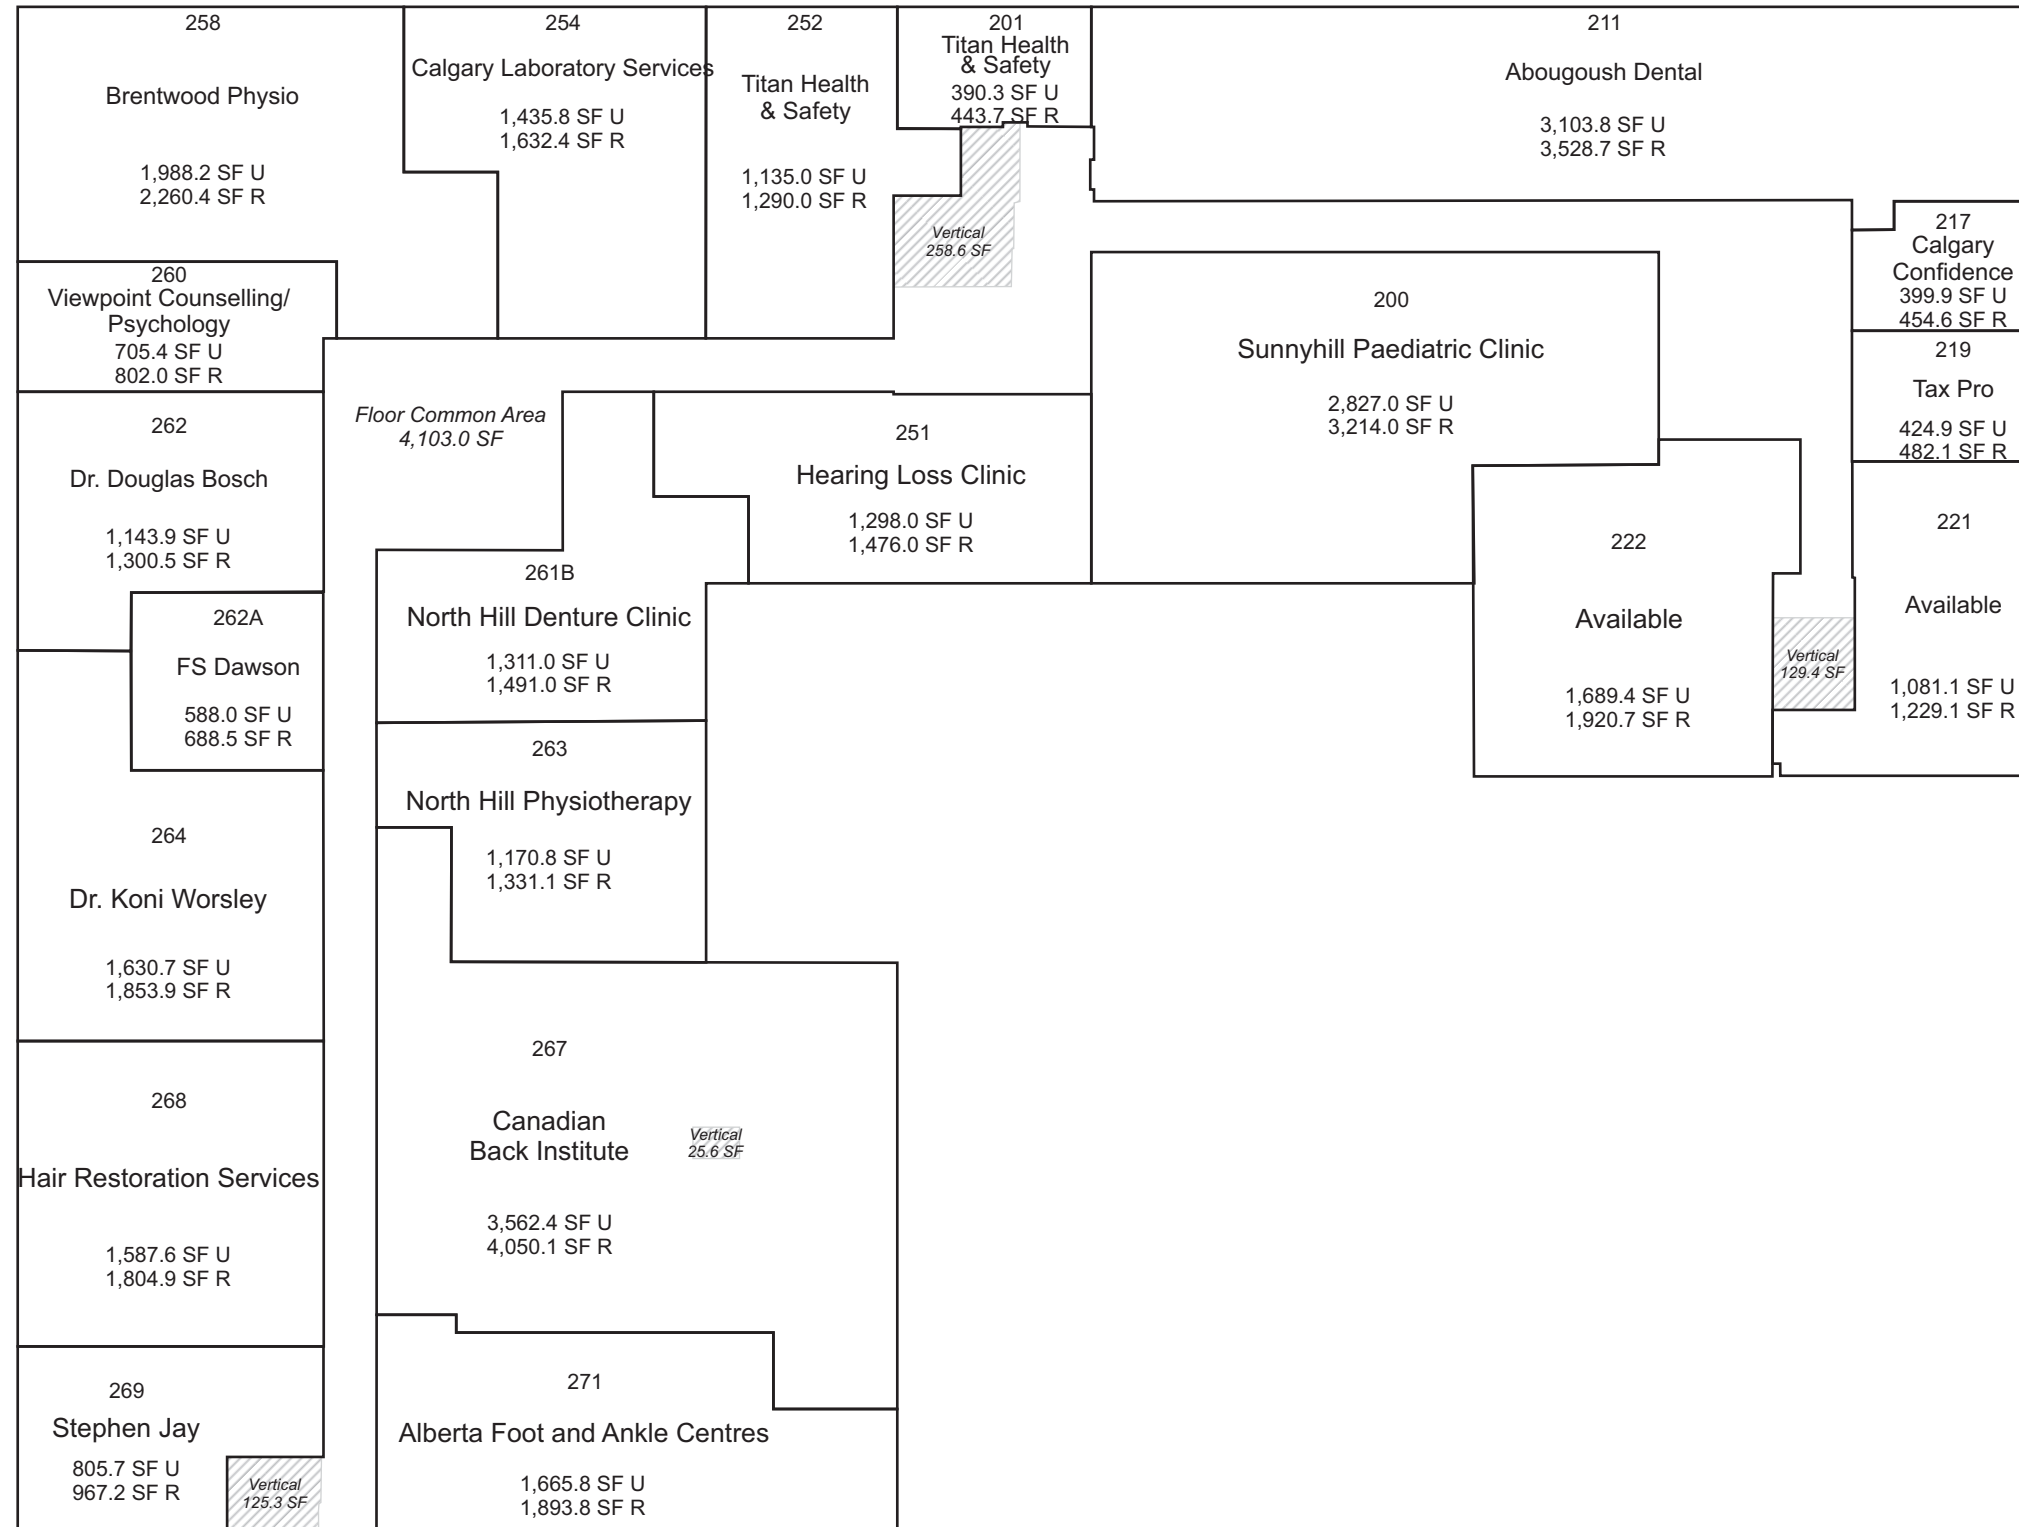 258
Brentwood Physio
1,988.2 SF U
2,260.4 SF R
254
Calgary Laboratory Services
1,435.8 SF U
1,632.4 SF R
252
Titan Health
& Safety
1,135.0 SF U
1,290.0 SF R
201
Titan Health
& Safety
390.3 SF U
443.7 SF R
211
Abougoush Dental
3,103.8 SF U
3,528.7 SF R
Vertical
258.6 SF
217
Calgary
Confidence
399.9 SF U
454.6 SF R
260
Viewpoint Counselling/
Psychology
705.4 SF U
802.0 SF R
200
Sunnyhill Paediatric Clinic
2,827.0 SF U
3,214.0 SF R
219
Tax Pro
424.9 SF U
482.1 SF R
262
Dr. Douglas Bosch
1,143.9 SF U
1,300.5 SF R
Floor Common Area
4,103.0 SF
251
Hearing Loss Clinic
1,298.0 SF U
1,476.0 SF R
222
Available
1,689.4 SF U
1,920.7 SF R
Vertical
129.4 SF
221
Available
1,081.1 SF U
1,229.1 SF R
262A
FS Dawson
588.0 SF U
688.5 SF R
261B
North Hill Denture Clinic
1,311.0 SF U
1,491.0 SF R
263
North Hill Physiotherapy
1,170.8 SF U
1,331.1 SF R
264
Dr. Koni Worsley
1,630.7 SF U
1,853.9 SF R
267
Canadian
Back Institute
3,562.4 SF U
4,050.1 SF R
Vertical
25.6 SF
268
Hair Restoration Services
1,587.6 SF U
1,804.9 SF R
269
Stephen Jay
805.7 SF U
967.2 SF R
Vertical
125.3 SF
271
Alberta Foot and Ankle Centres
1,665.8 SF U
1,893.8 SF R